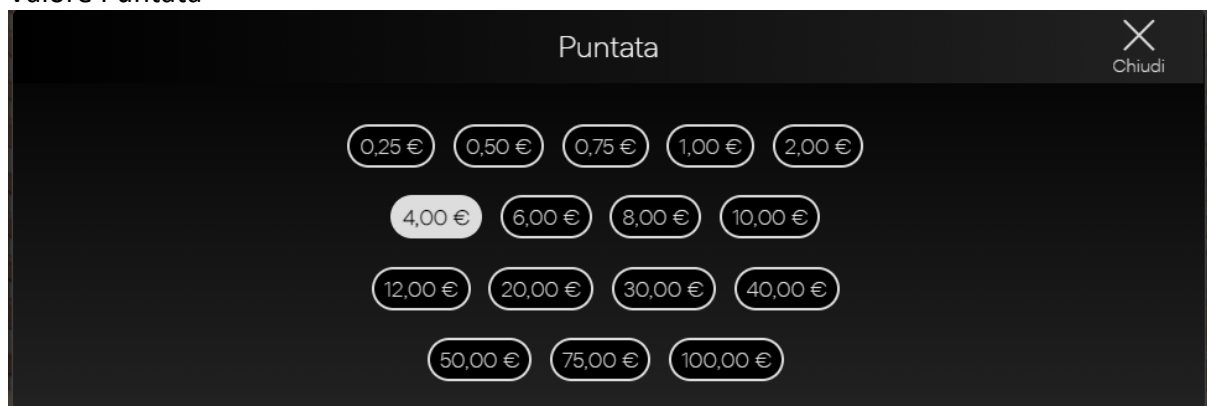 Valore Puntata
Puntata
Chiudi
0,25 € 0,50 € 0,75 € 1,00 € 2,00 €
4,00 € 6,00 € 8,00 € 10,00 €
12,00 € 20,00 € 30,00 € 40,00 €
50,00 € 75,00 € 100,00 €